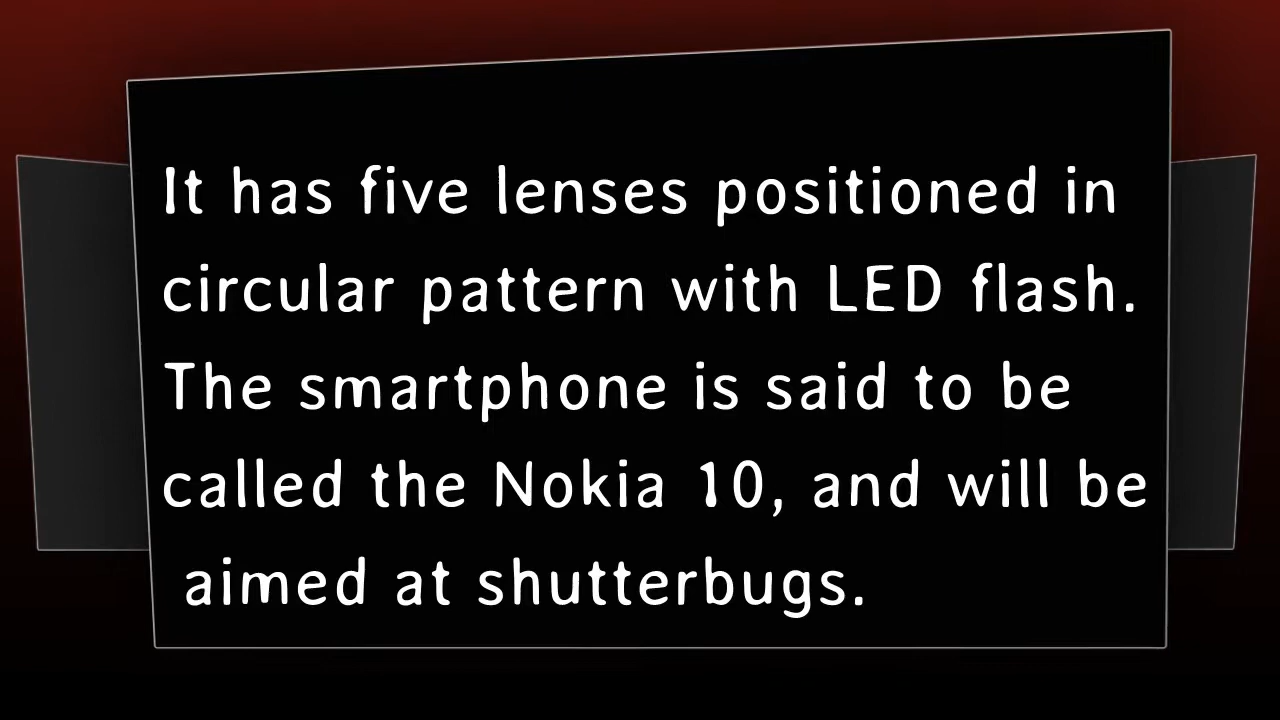 It has five lenses positioned in
circular pattern with LED flash.
The smartphone is said to be
called the Nokia 10, and will be
aimed at shutterbugs.